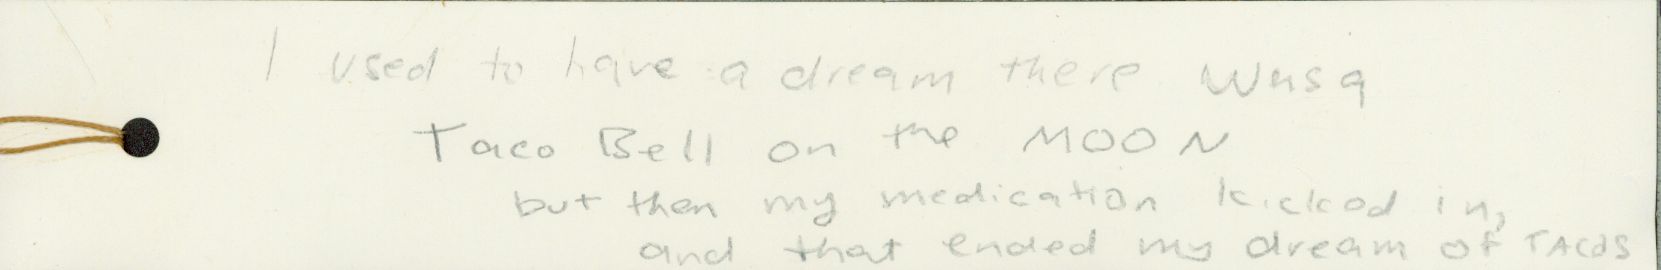 I used to have a dream there wasa
Taco Bell on the MOON
but then my medication kicked in,
and that ended my dream of TACOS